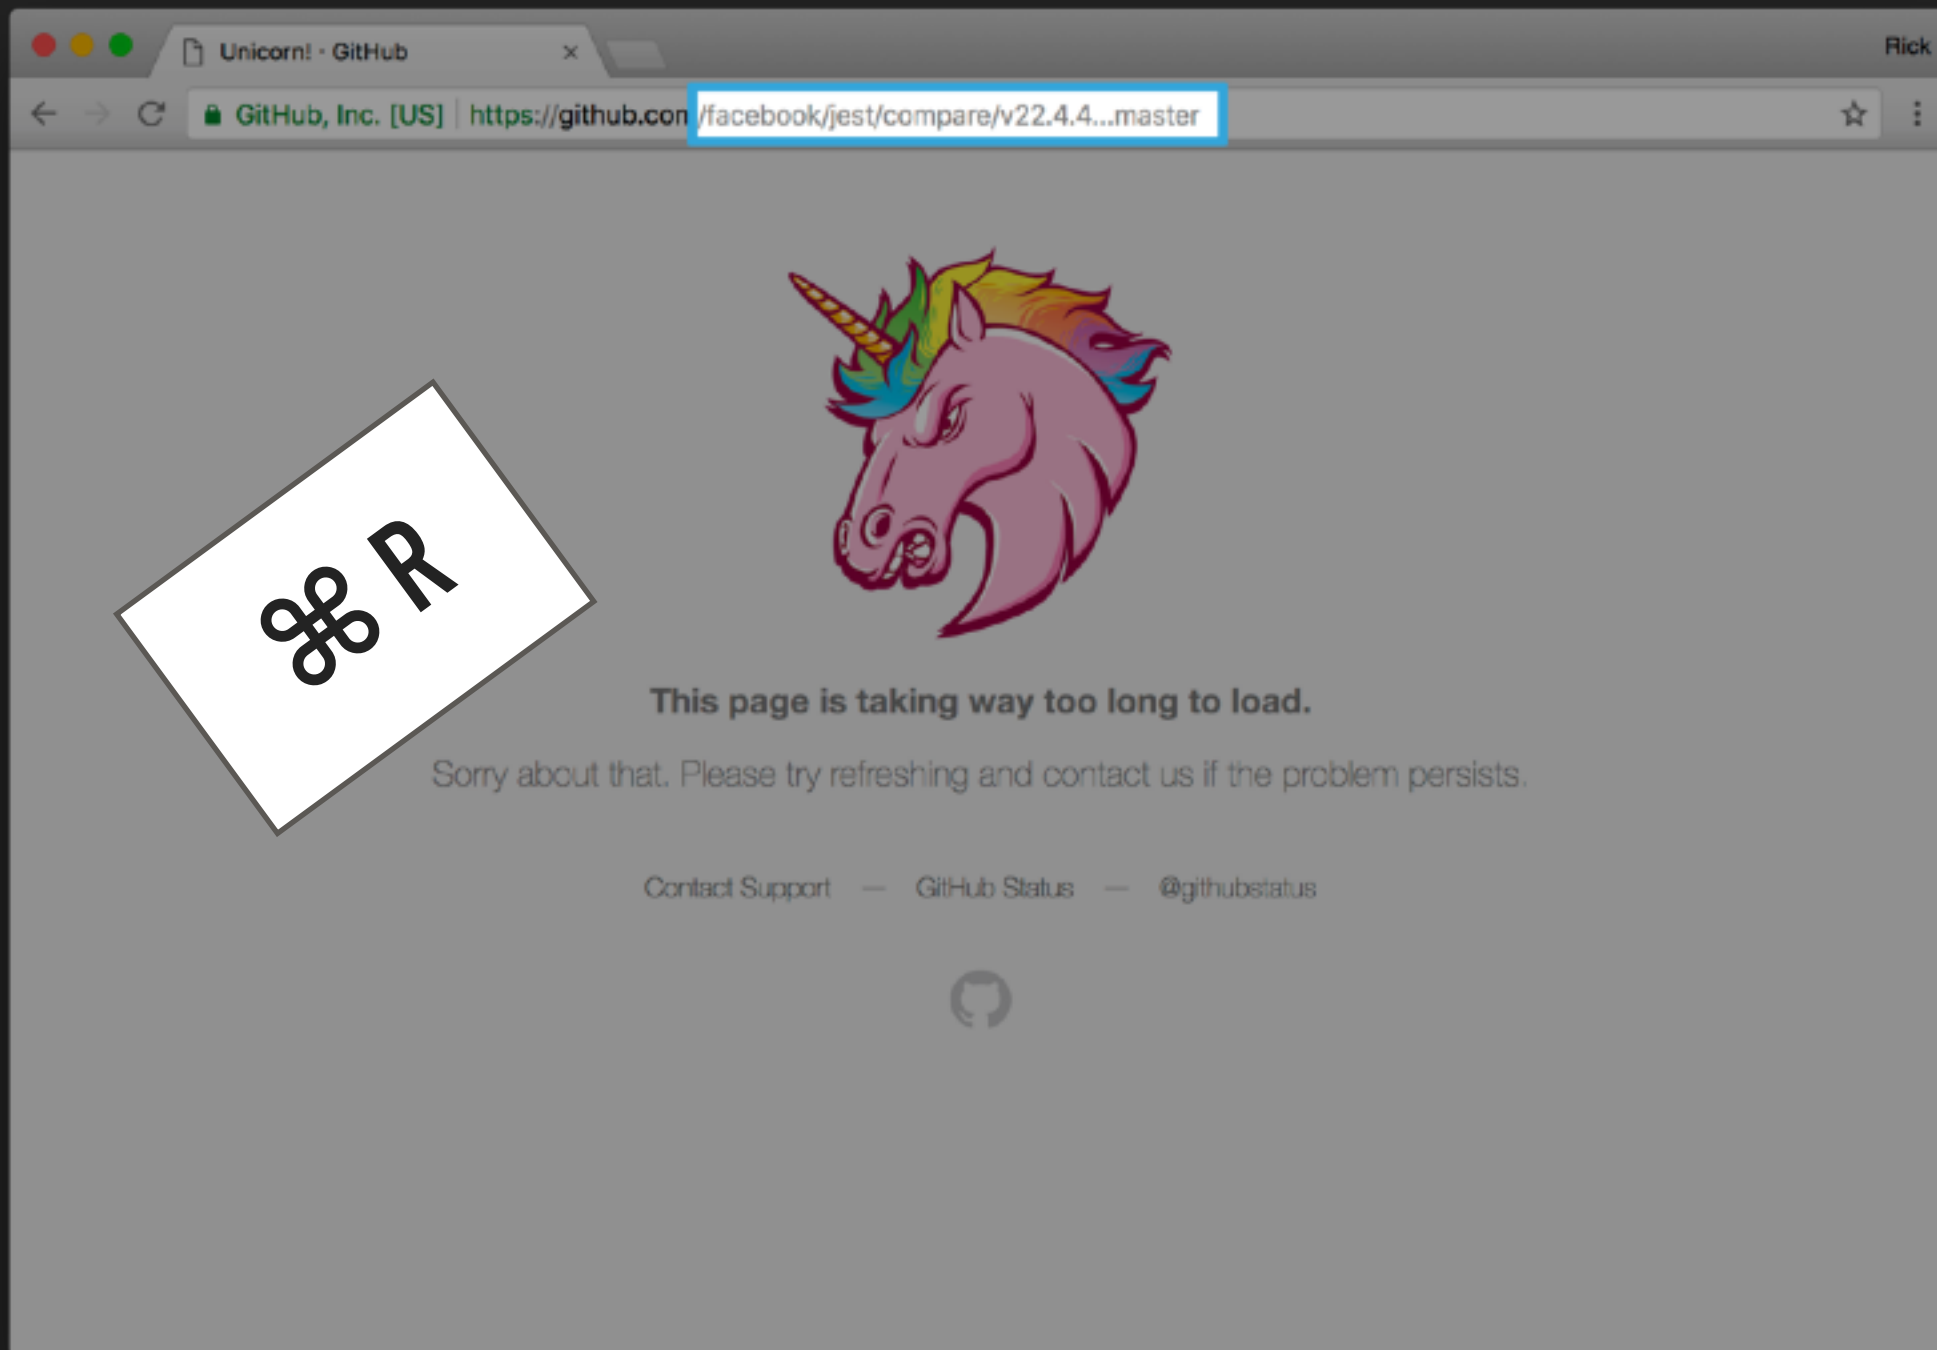 Unicorn! · GitHub
Rick
GitHub, Inc. [US] https://github.com/facebook/jest/compare/v22.4.4...master
⌘ R
This page is taking way too long to load.
Sorry about that. Please try refreshing and contact us if the problem persists.
Contact Support — GitHub Status — @githubstatus